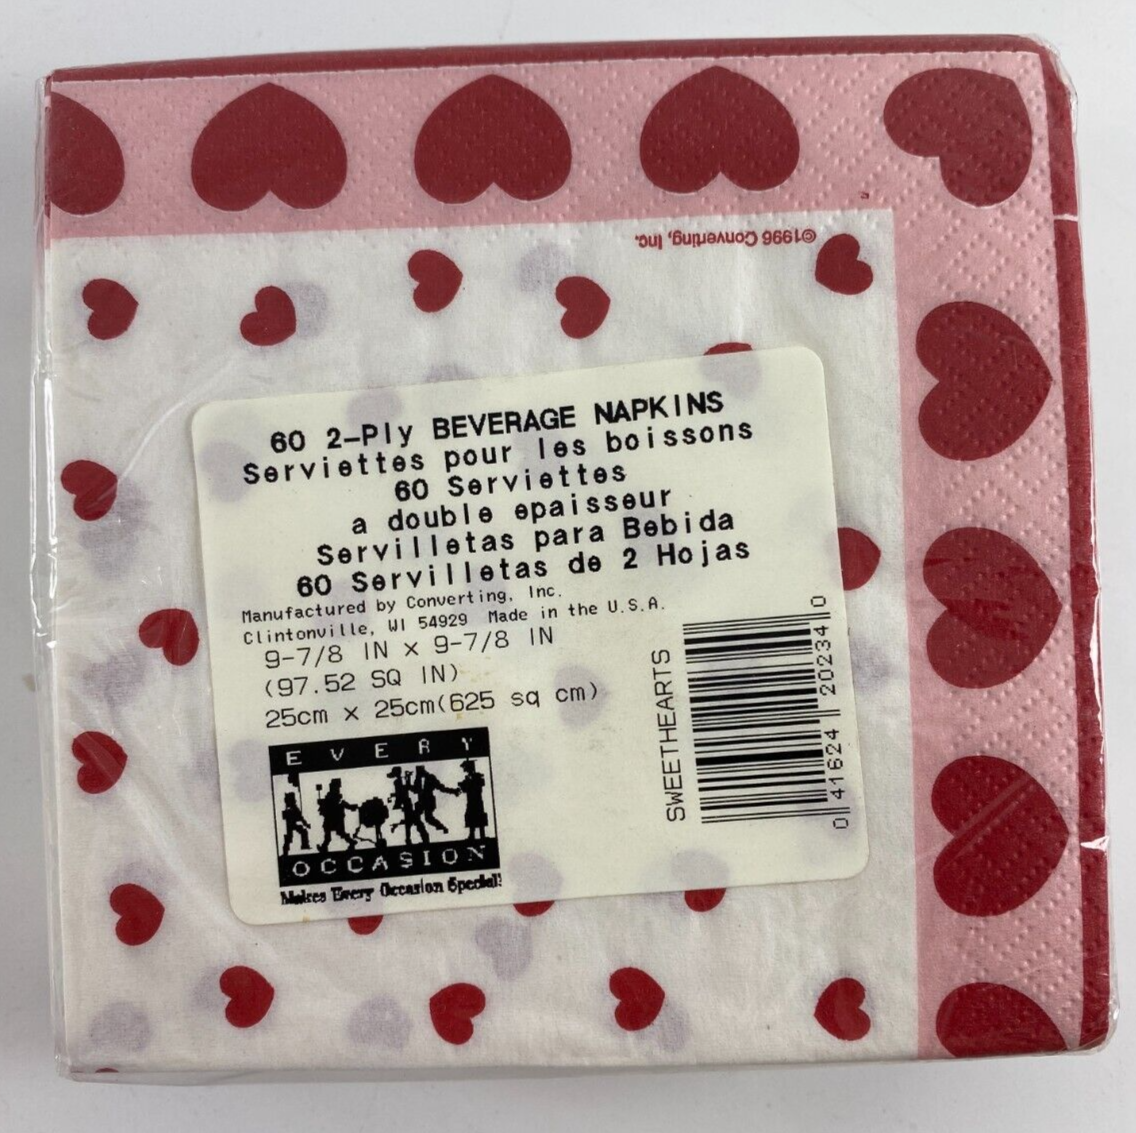 ©1996 Converting, Inc.
60 2-Ply BEVERAGE NAPKINS
Serviettes pour les boissons
60 Serviettes
a double epaisseur
Servilletas para Bebida
60 Servilletas de 2 Hojas
Manufactured by Converting, Inc.
Clintonville, WI 54929 Made in the U.S.A.
9-7/8 IN x 9-7/8 IN
(97.52 SQ IN)
25cm x 25cm(625 sq cm)
EVERY
OCCASION
Makes Every Occasion Special!
SWEETHEARTS
0 41624 20234 0